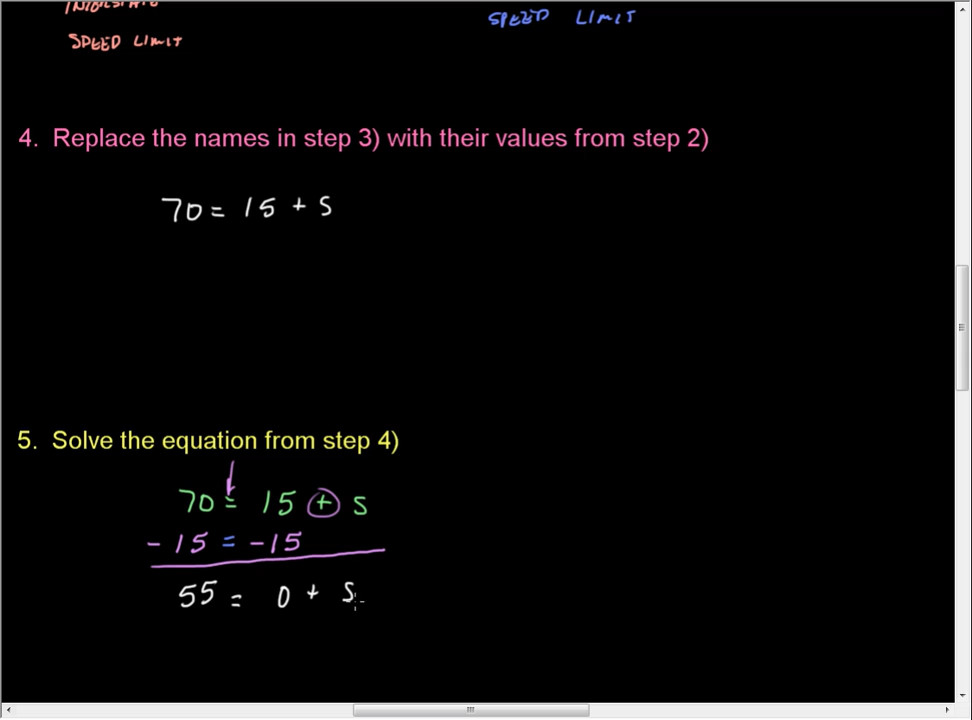 SPEED LIMIT
SPEED LIMIT
4. Replace the names in step 3) with their values from step 2)
70 = 15 + S
5. Solve the equation from step 4)
70 = 15 + S
- 15 = - 15
55 = 0 + S